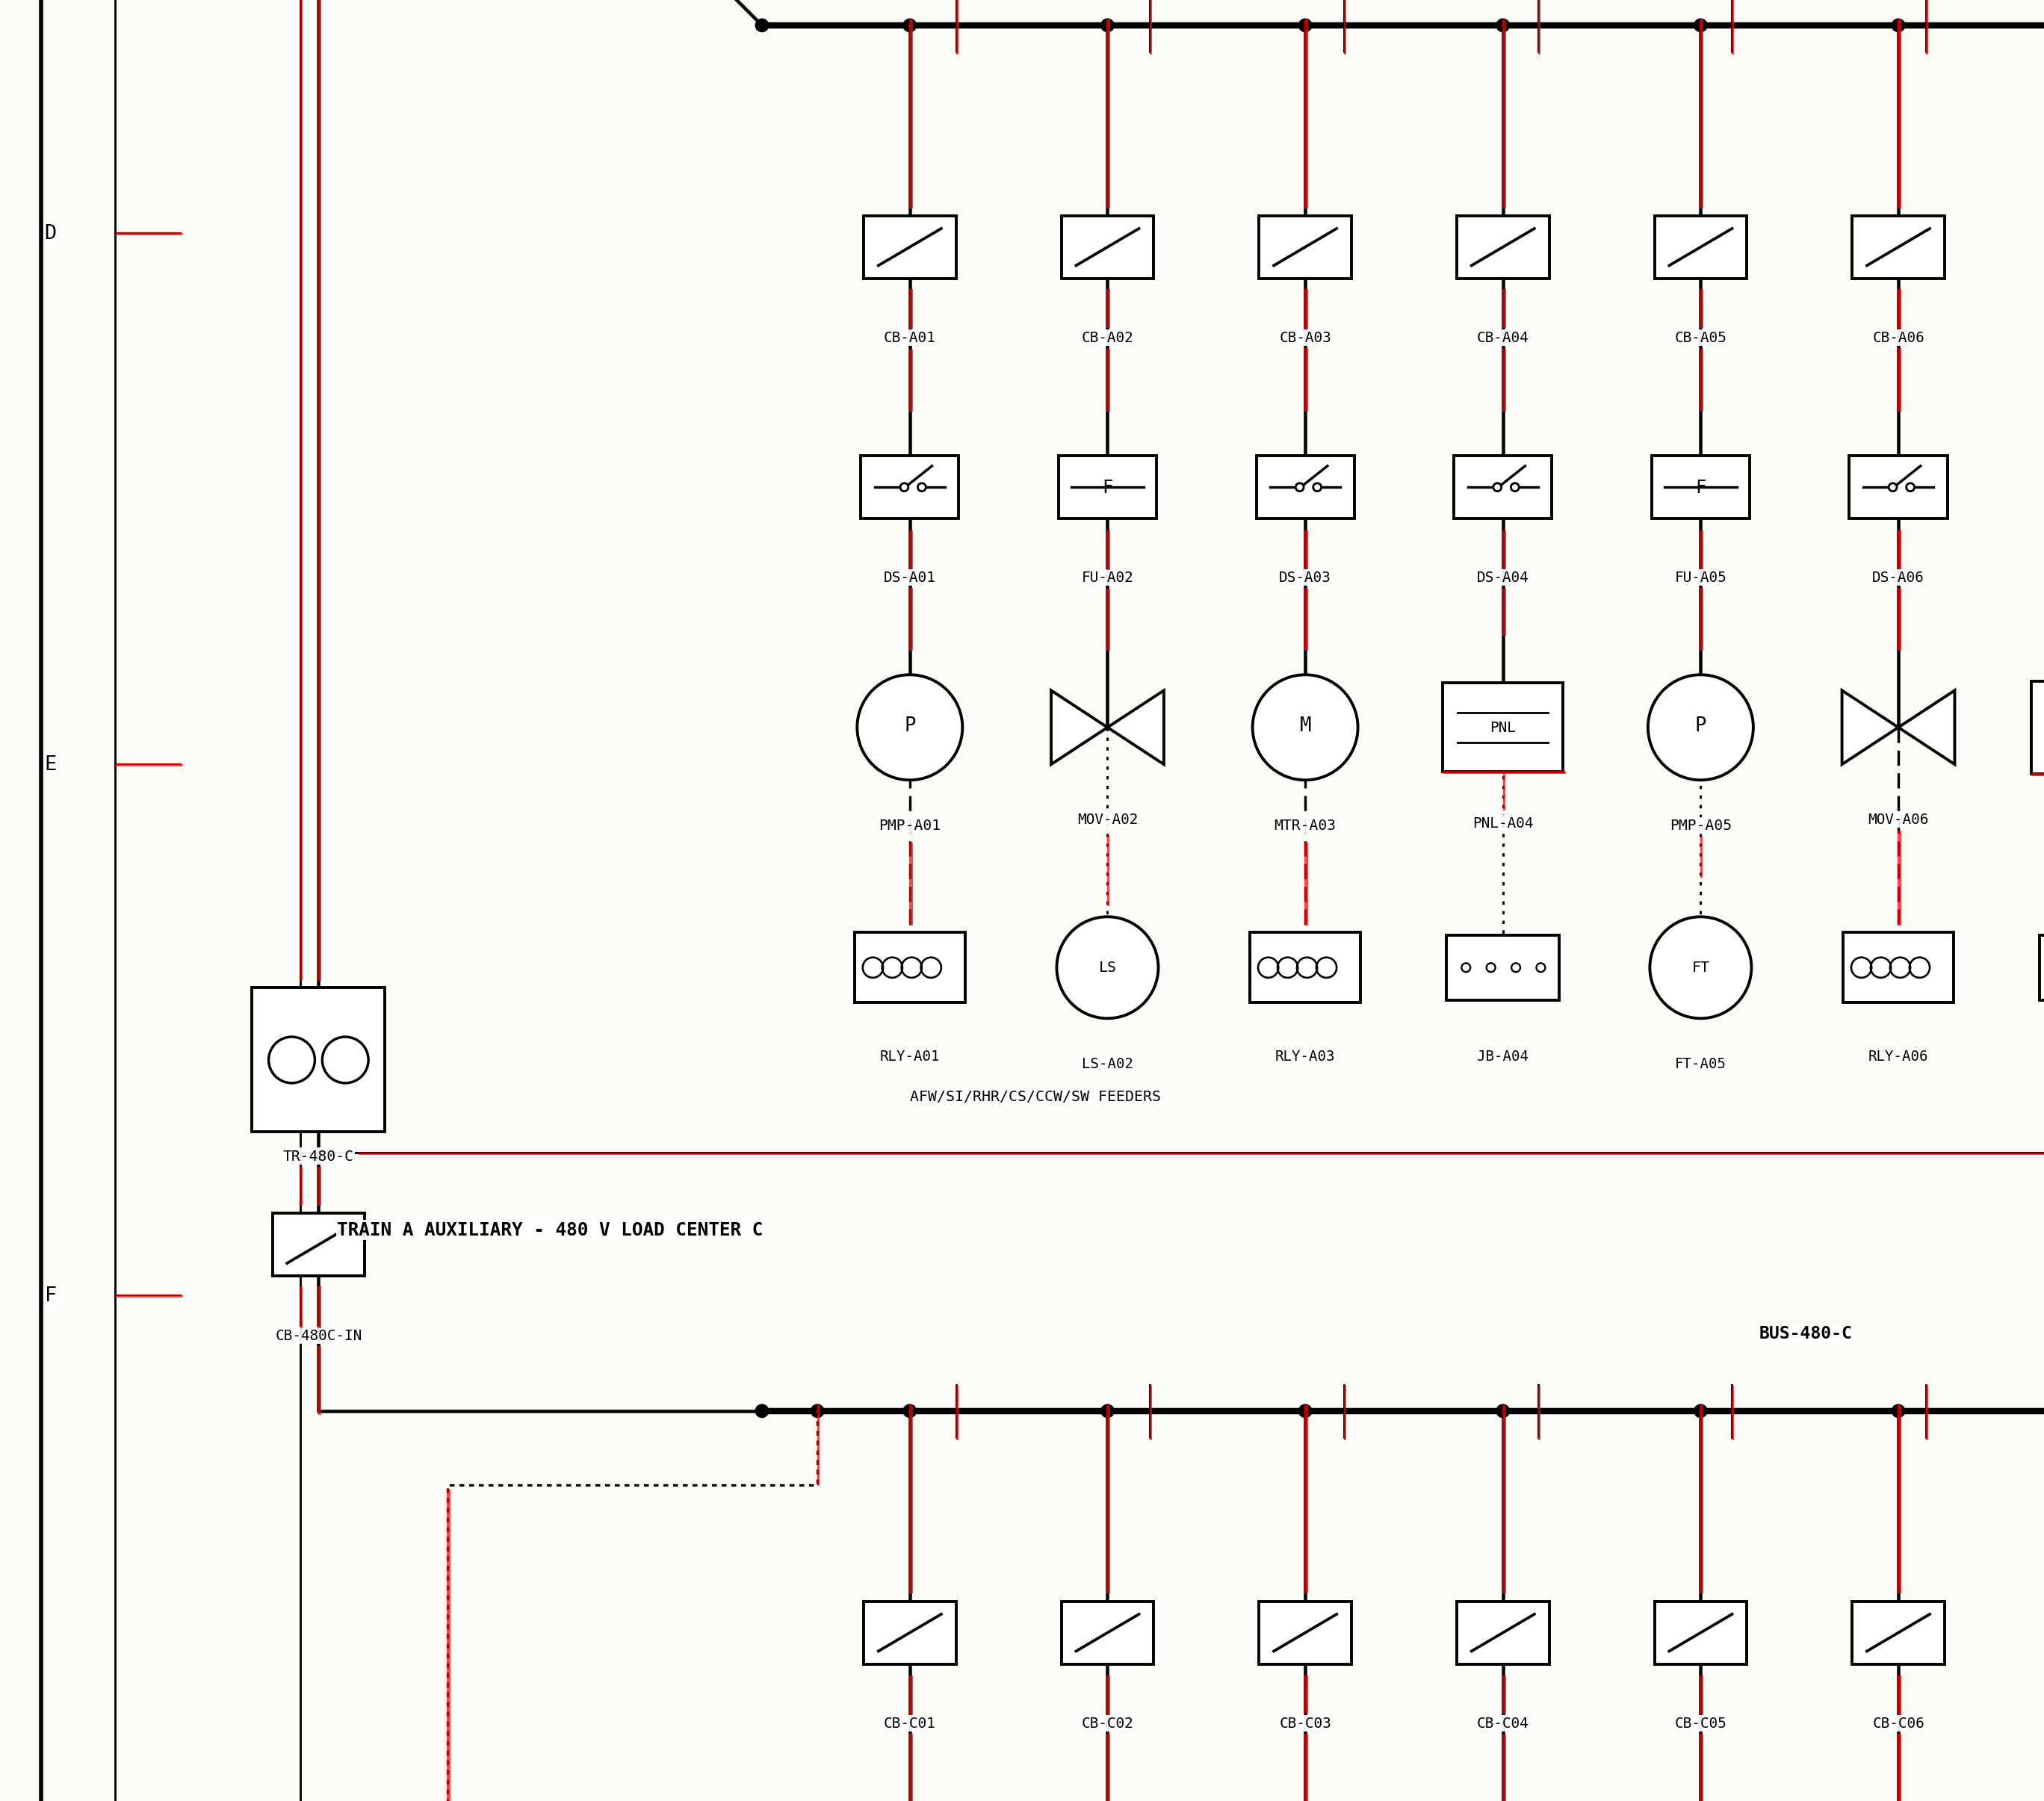 D
CB-A01 CB-A02 CB-A03 CB-A04 CB-A05 CB-A06
F F
DS-A01 FU-A02 DS-A03 DS-A04 FU-A05 DS-A06
P M PNL P
E
PMP-A01 MOV-A02 MTR-A03 PNL-A04 PMP-A05 MOV-A06
LS FT
RLY-A01 LS-A02 RLY-A03 JB-A04 FT-A05 RLY-A06
AFW/SI/RHR/CS/CCW/SW FEEDERS
TR-480-C
TRAIN A AUXILIARY - 480 V LOAD CENTER C
F
CB-480C-IN
BUS-480-C
CB-C01 CB-C02 CB-C03 CB-C04 CB-C05 CB-C06